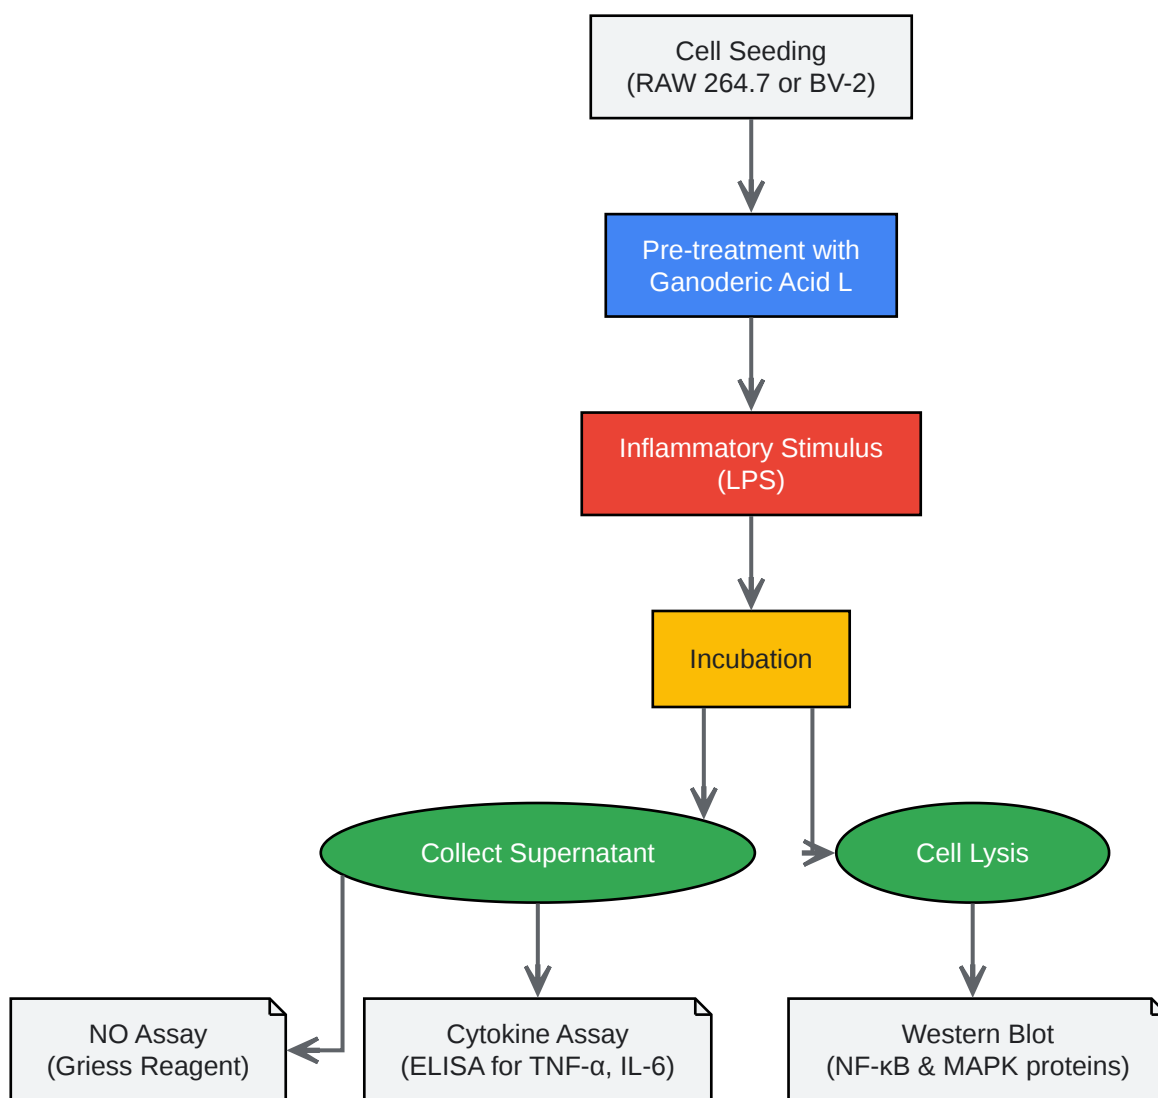 Cell Seeding
(RAW 264.7 or BV-2)
Pre-treatment with
Ganoderic Acid L
Inflammatory Stimulus
(LPS)
Incubation
Collect Supernatant
Cell Lysis
NO Assay
(Griess Reagent)
Cytokine Assay
(ELISA for TNF-α, IL-6)
Western Blot
(NF-κB & MAPK proteins)